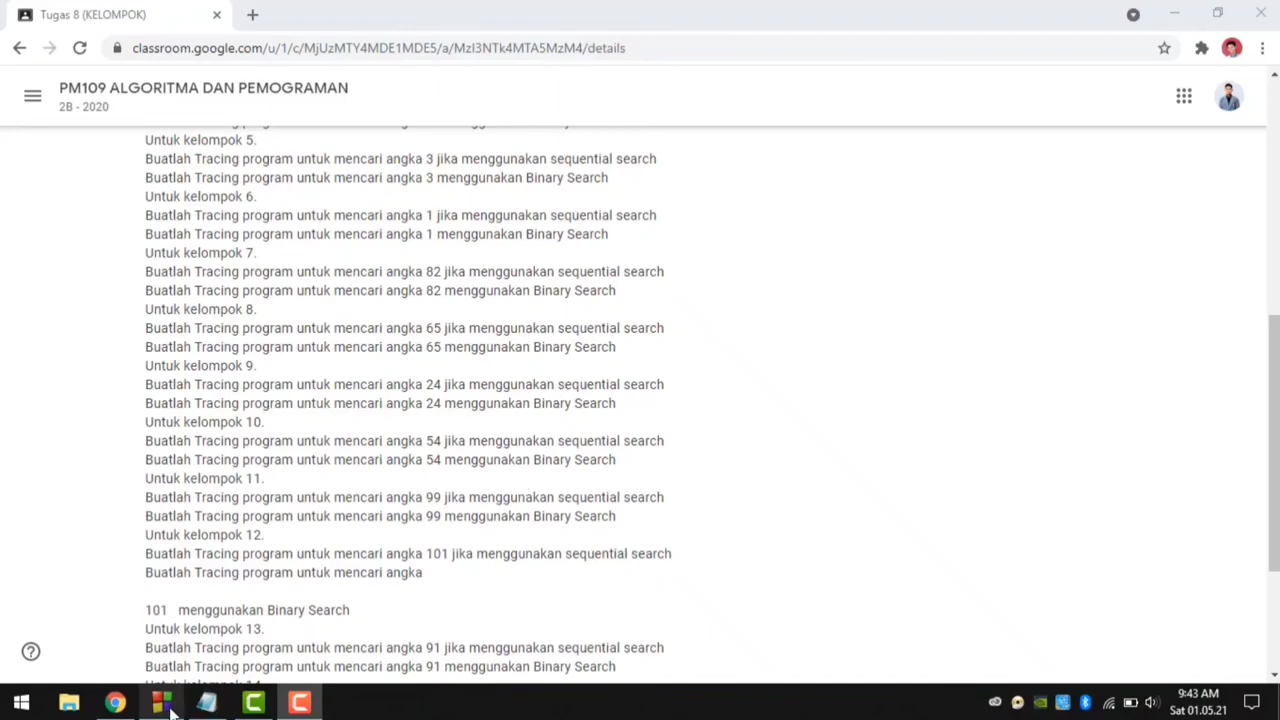 Tugas 8 (KELOMPOK)
classroom.google.com/u/1/c/MjUzMTY4MDE1MDE5/a/MzI3NTk4MTA5MzM4/details
PM109 ALGORITMA DAN PEMOGRAMAN
2B - 2020
Untuk kelompok 5.
Buatlah Tracing program untuk mencari angka 3 jika menggunakan sequential search
Buatlah Tracing program untuk mencari angka 3 menggunakan Binary Search
Untuk kelompok 6.
Buatlah Tracing program untuk mencari angka 1 jika menggunakan sequential search
Buatlah Tracing program untuk mencari angka 1 menggunakan Binary Search
Untuk kelompok 7.
Buatlah Tracing program untuk mencari angka 82 jika menggunakan sequential search
Buatlah Tracing program untuk mencari angka 82 menggunakan Binary Search
Untuk kelompok 8.
Buatlah Tracing program untuk mencari angka 65 jika menggunakan sequential search
Buatlah Tracing program untuk mencari angka 65 menggunakan Binary Search
Untuk kelompok 9.
Buatlah Tracing program untuk mencari angka 24 jika menggunakan sequential search
Buatlah Tracing program untuk mencari angka 24 menggunakan Binary Search
Untuk kelompok 10.
Buatlah Tracing program untuk mencari angka 54 jika menggunakan sequential search
Buatlah Tracing program untuk mencari angka 54 menggunakan Binary Search
Untuk kelompok 11.
Buatlah Tracing program untuk mencari angka 99 jika menggunakan sequential search
Buatlah Tracing program untuk mencari angka 99 menggunakan Binary Search
Untuk kelompok 12.
Buatlah Tracing program untuk mencari angka 101 jika menggunakan sequential search
Buatlah Tracing program untuk mencari angka
101 menggunakan Binary Search
Untuk kelompok 13.
Buatlah Tracing program untuk mencari angka 91 jika menggunakan sequential search
Buatlah Tracing program untuk mencari angka 91 menggunakan Binary Search
9:43 AM
Sat 01.05.21